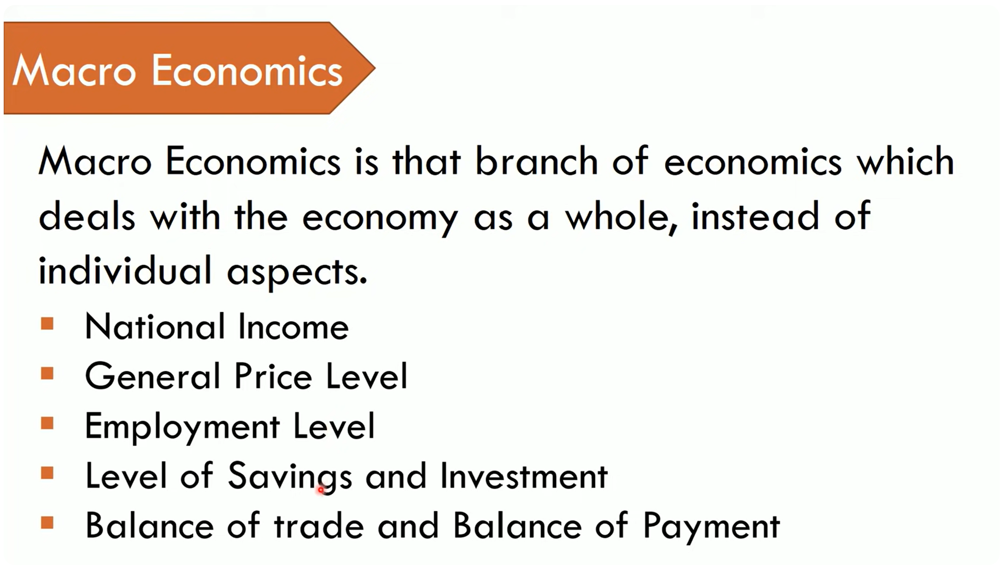 Macro Economics
Macro Economics is that branch of economics which
deals with the economy as a whole, instead of
individual aspects.
National Income
General Price Level
Employment Level
Level of Savings and Investment
Balance of trade and Balance of Payment